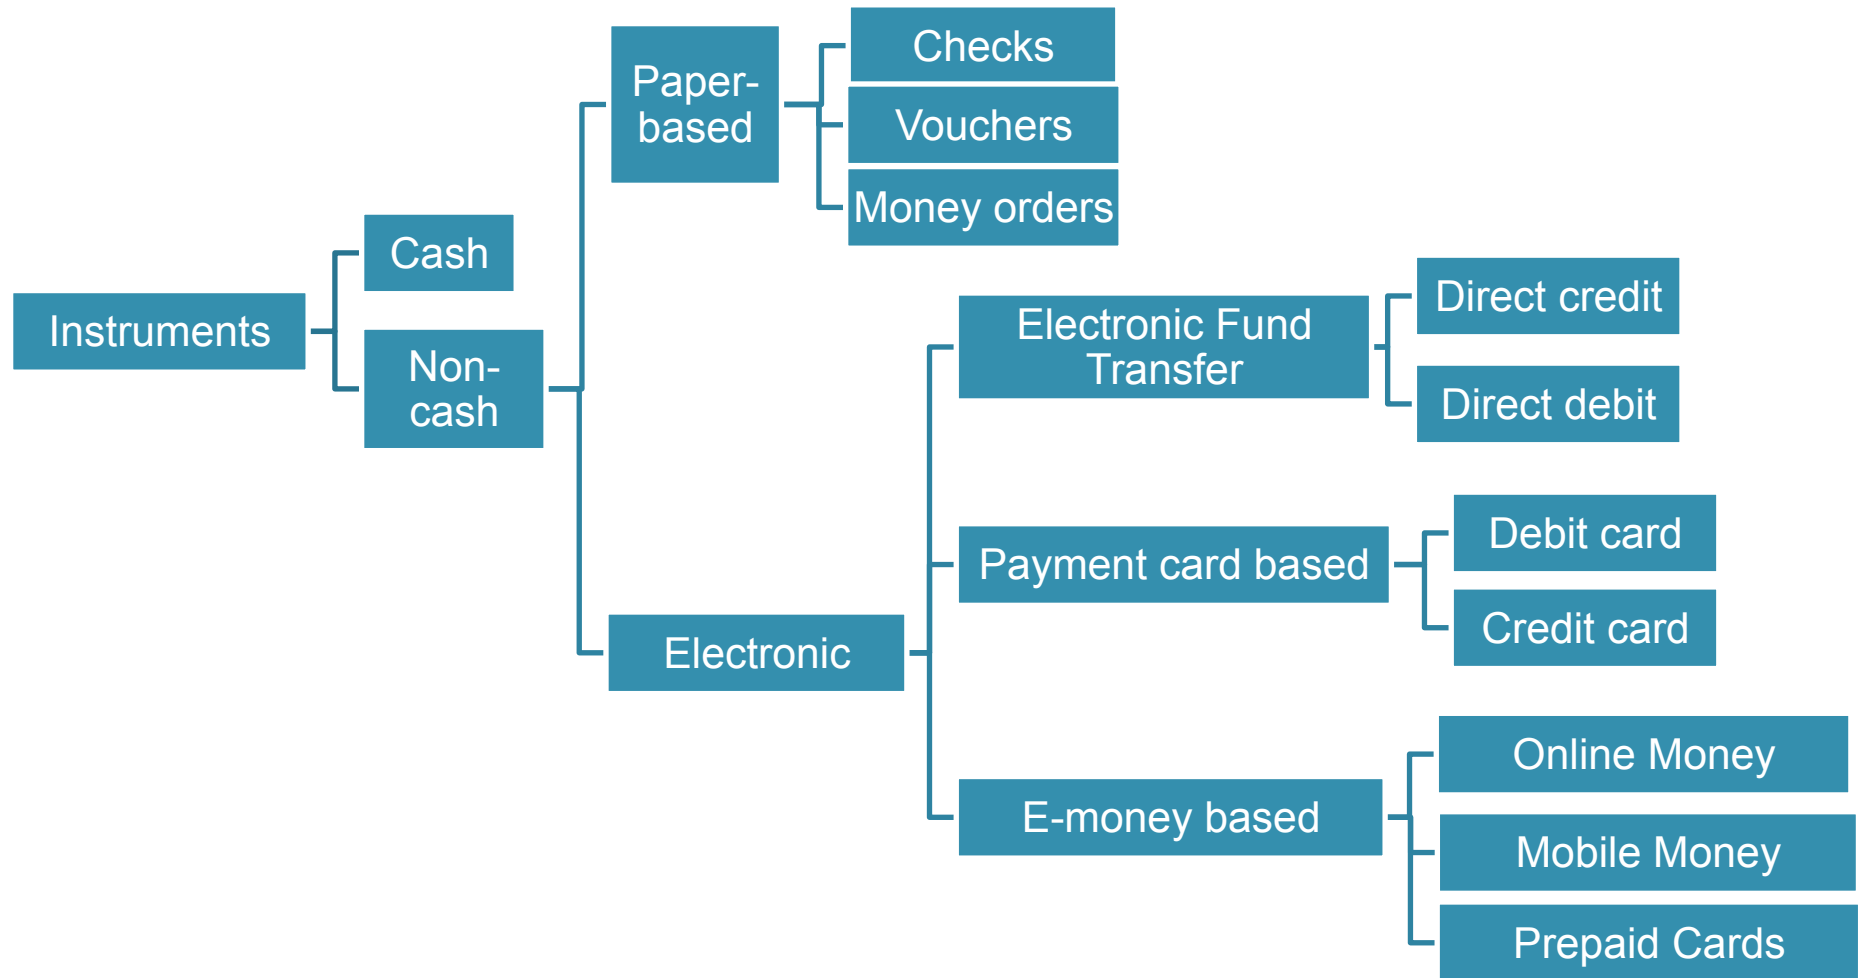 Instruments
Cash
Non-
cash
Paper-
based
Checks
Vouchers
Money orders
Electronic
Electronic Fund
Transfer
Direct credit
Direct debit
Payment card based
Debit card
Credit card
E-money based
Online Money
Mobile Money
Prepaid Cards